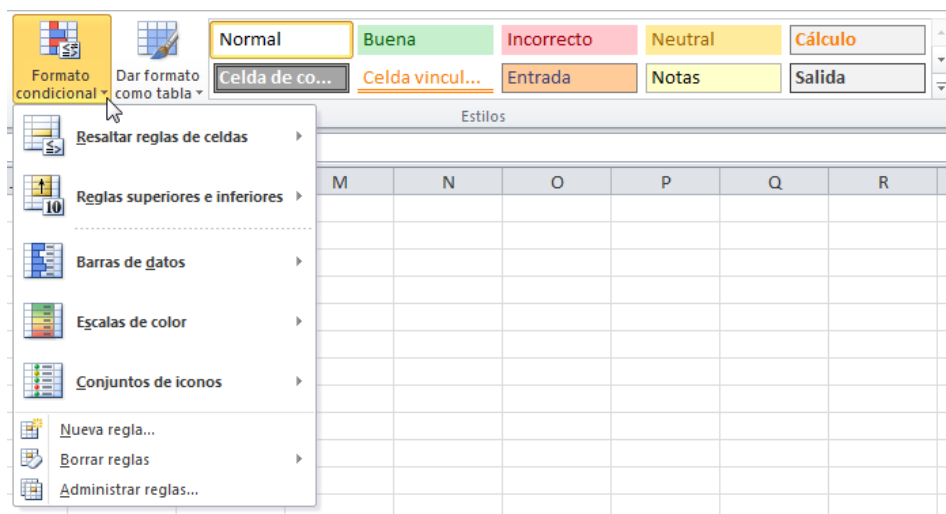 Formato
condicional
Dar formato
como tabla
Normal
Buena
Incorrecto
Neutral
Cálculo
Celda de co...
Celda vincul...
Entrada
Notas
Salida
Estilos
Resaltar reglas de celdas
Reglas superiores e inferiores
10
Barras de datos
Escalas de color
Conjuntos de iconos
Nueva regla...
Borrar reglas
Administrar reglas...
M N O P Q R